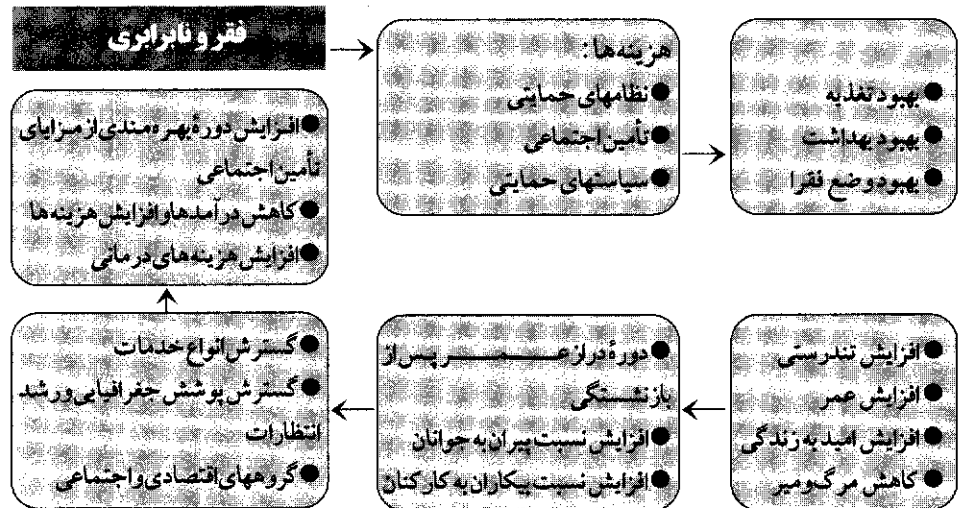 فقر و نابرابری
هزینه‌ها:
● نظامهای حمایتی
● تأمین اجتماعی
● سیاستهای حمایتی
● بهبود تغذیه
● بهبود بهداشت
● بهبود وضع فقرا
● افزایش تندرستی
● افزایش عمر
● افزایش امید به زندگی
● کاهش مرگ‌ومیر
● دورهٔ دراز عمر پس از
بازنشستگی
● افزایش نسبت پیران به جوانان
● افزایش نسبت بیکاران به کارکنان
● گسترش انواع خدمات
● گسترش پوشش جغرافیایی و رشد
انتظارات
● گروههای اقتصادی و اجتماعی
● افزایش دورهٔ بهره‌مندی از مزایای
تأمین اجتماعی
● کاهش درآمدها و افزایش هزینه‌ها
● افزایش هزینه‌های درمانی